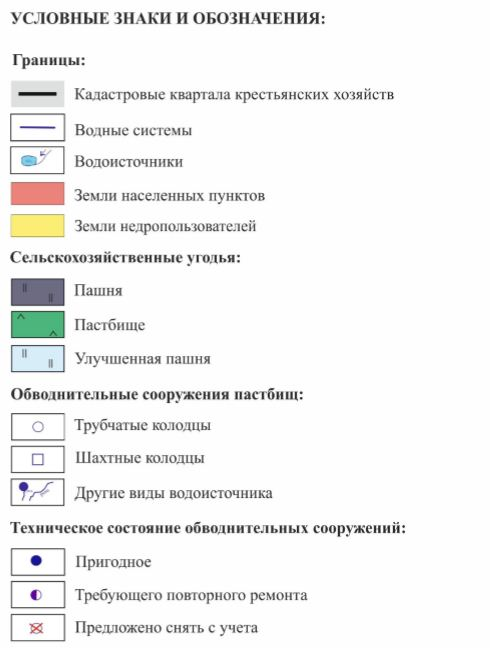 УСЛОВНЫЕ ЗНАКИ И ОБОЗНАЧЕНИЯ:
Границы:
Кадастровые квартала крестьянских хозяйств
Водные системы
Водоисточники
Земли населенных пунктов
Земли недропользователей
Сельскохозяйственные угодья:
Пашня
Пастбище
Улучшенная пашня
Обводнительные сооружения пастбищ:
Трубчатые колодцы
Шахтные колодцы
Другие виды водоисточника
Техническое состояние обводнительных сооружений:
Пригодное
Требующего повторного ремонта
Предложено снять с учета